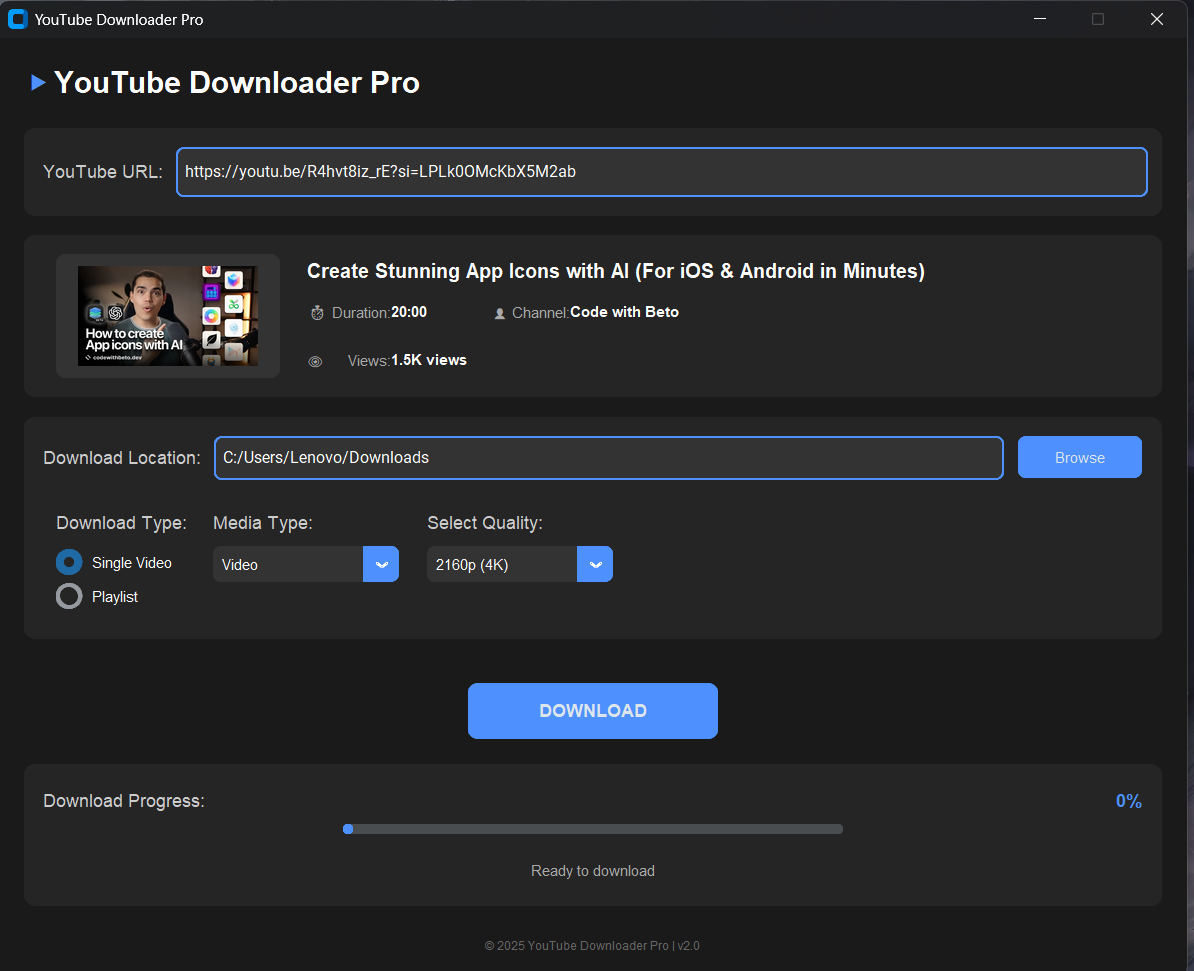 YouTube Downloader Pro
YouTube Downloader Pro
YouTube URL: https://youtu.be/R4hvt8iz_rE?si=LPLk0OMcKbX5M2ab
How to create
App icons with AI
codewithbeto.dev
Create Stunning App Icons with AI (For iOS & Android in Minutes)
Duration:20:00 Channel:Code with Beto
Views:1.5K views
Download Location: C:/Users/Lenovo/Downloads Browse
Download Type: Media Type: Select Quality:
Single Video Video 2160p (4K)
Playlist
DOWNLOAD
Download Progress: 0%
Ready to download
© 2025 YouTube Downloader Pro | v2.0